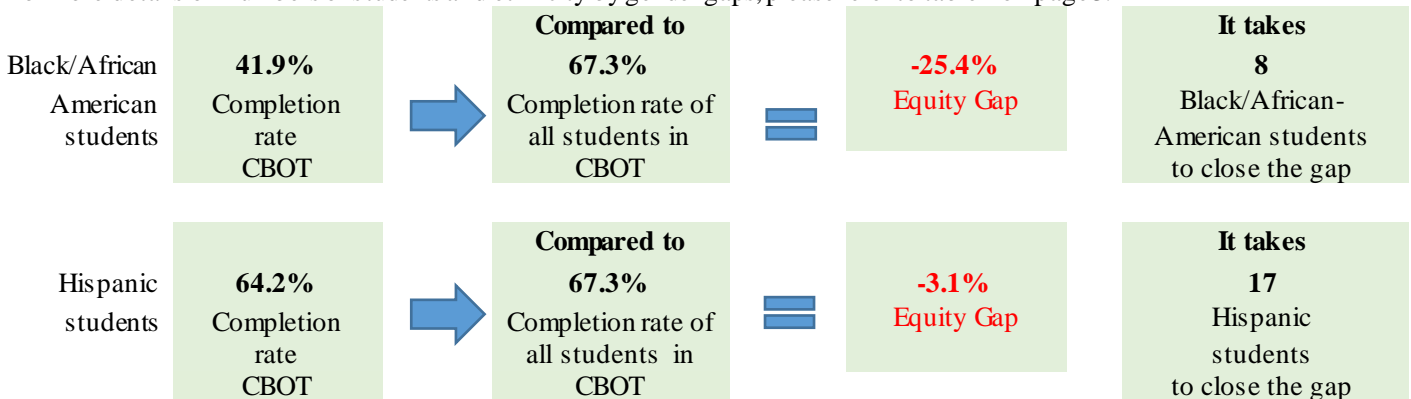 Compared to It takes
Black/African 41.9% 67.3% -25.4% 8
American Completion Completion rate of Equity Gap Black/African-
students rate all students in American students
CBOT CBOT to close the gap
Compared to It takes
Hispanic 64.2% 67.3% -3.1% 17
students Completion Completion rate of Equity Gap Hispanic
rate all students in students
CBOT CBOT to close the gap